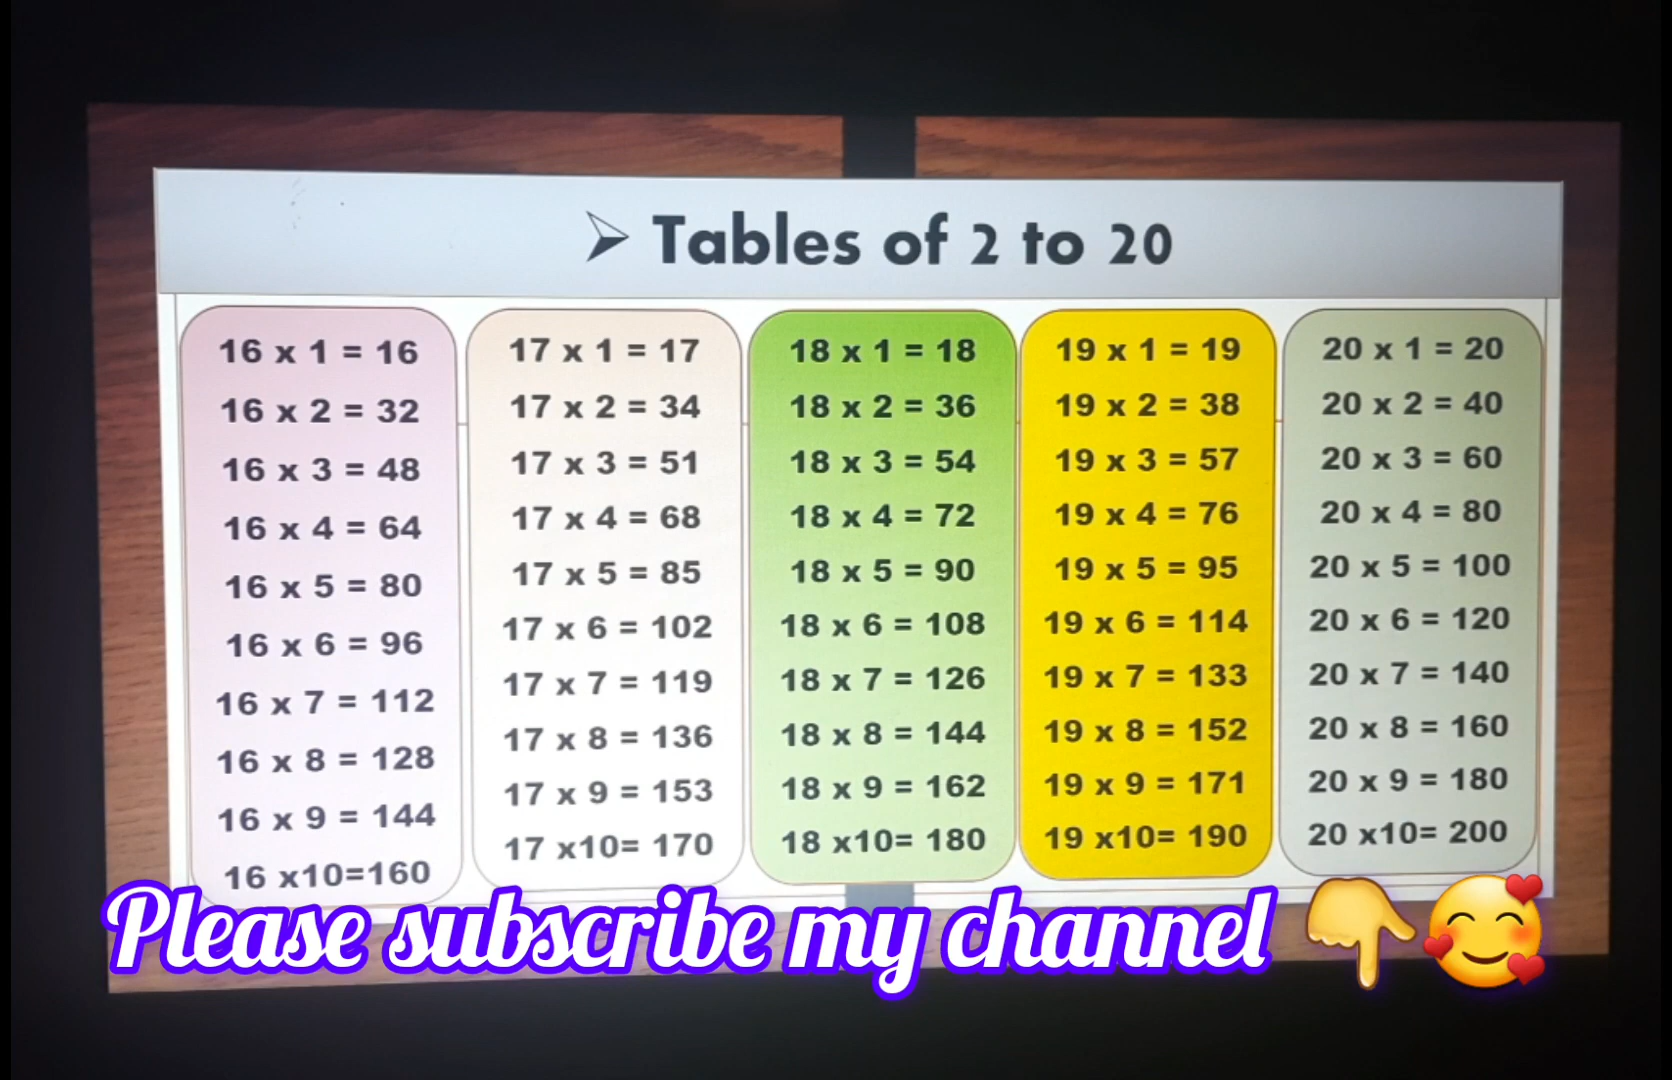 ➢ Tables of 2 to 20
16 x 1 = 16
16 x 2 = 32
16 x 3 = 48
16 x 4 = 64
16 x 5 = 80
16 x 6 = 96
16 x 7 = 112
16 x 8 = 128
16 x 9 = 144
16 x10=160
17 x 1 = 17
17 x 2 = 34
17 x 3 = 51
17 x 4 = 68
17 x 5 = 85
17 x 6 = 102
17 x 7 = 119
17 x 8 = 136
17 x 9 = 153
17 x10= 170
18 x 1 = 18
18 x 2 = 36
18 x 3 = 54
18 x 4 = 72
18 x 5 = 90
18 x 6 = 108
18 x 7 = 126
18 x 8 = 144
18 x 9 = 162
18 x10= 180
19 x 1 = 19
19 x 2 = 38
19 x 3 = 57
19 x 4 = 76
19 x 5 = 95
19 x 6 = 114
19 x 7 = 133
19 x 8 = 152
19 x 9 = 171
19 x10= 190
20 x 1 = 20
20 x 2 = 40
20 x 3 = 60
20 x 4 = 80
20 x 5 = 100
20 x 6 = 120
20 x 7 = 140
20 x 8 = 160
20 x 9 = 180
20 x10= 200
Please subscribe my channel 👇🥰